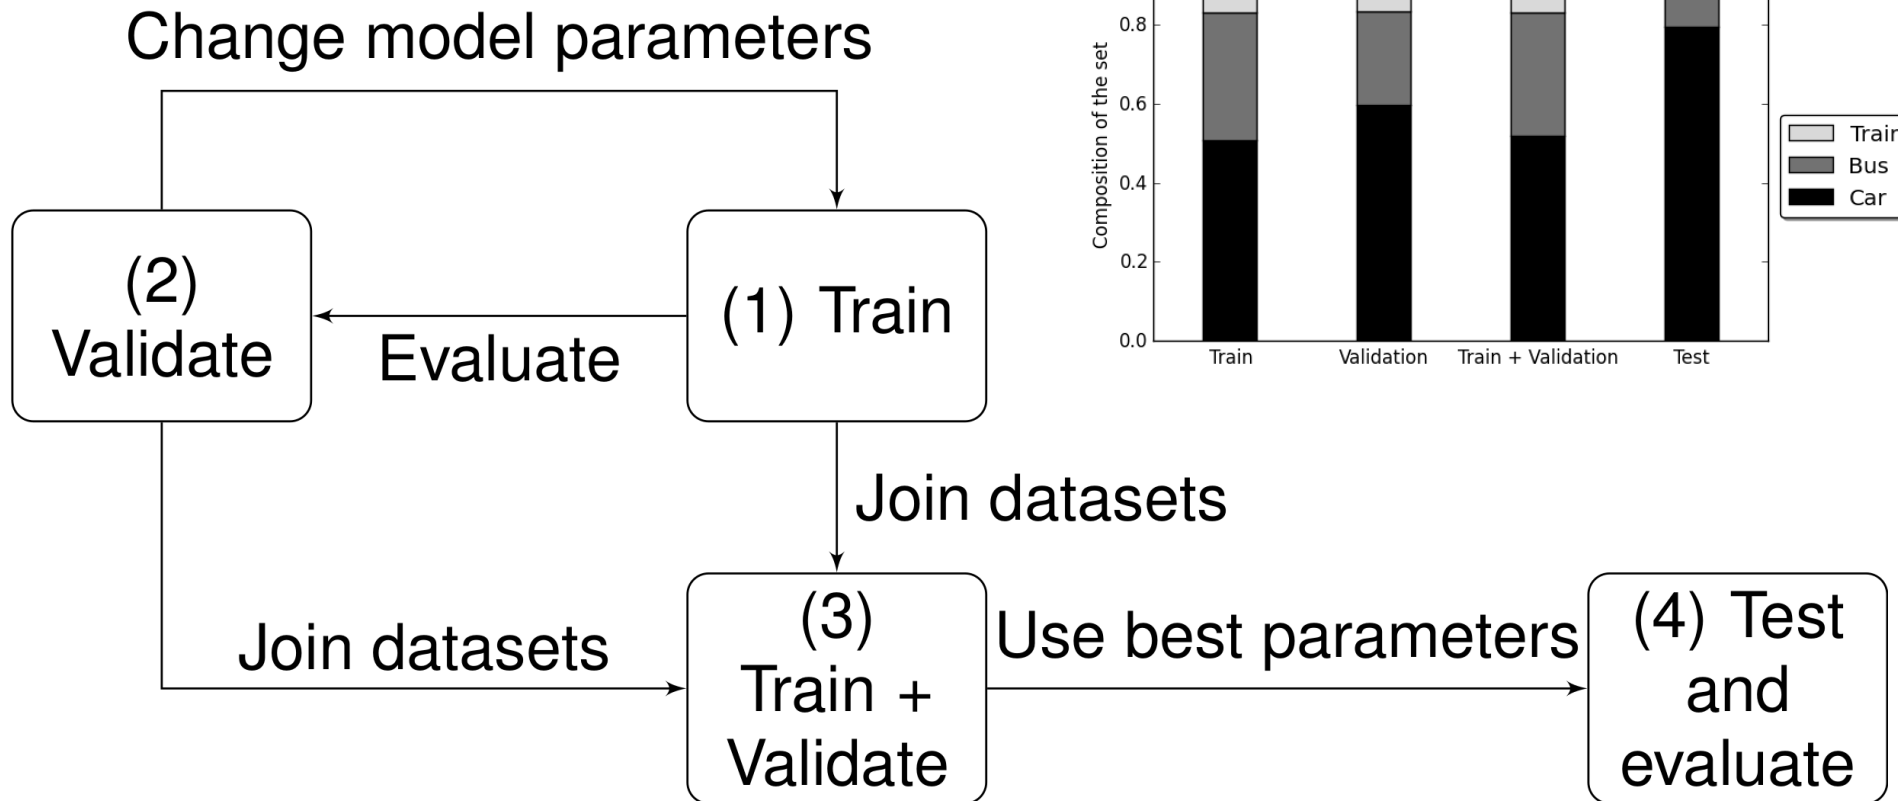 Change model parameters
(2)
Validate
Evaluate
(1) Train
Join datasets
Join datasets
(3)
Train +
Validate
Use best parameters
(4) Test
and
evaluate
Composition of the set
0.8
0.6
0.4
0.2
0.0
Train
Validation
Train + Validation
Test
Train
Bus
Car